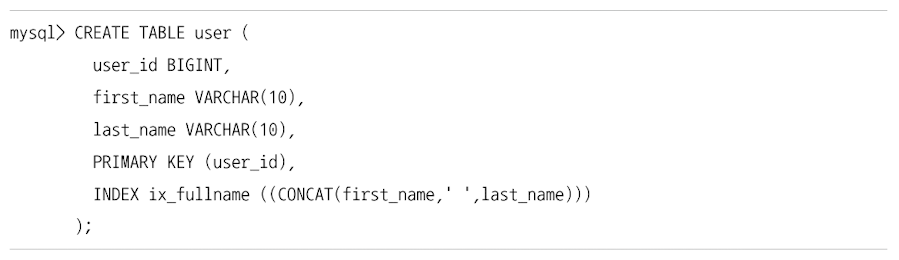 mysql> CREATE TABLE user (
user_id BIGINT,
first_name VARCHAR(10),
last_name VARCHAR(10),
PRIMARY KEY (user_id),
INDEX ix_fullname ((CONCAT(first_name,' ',last_name)))
);